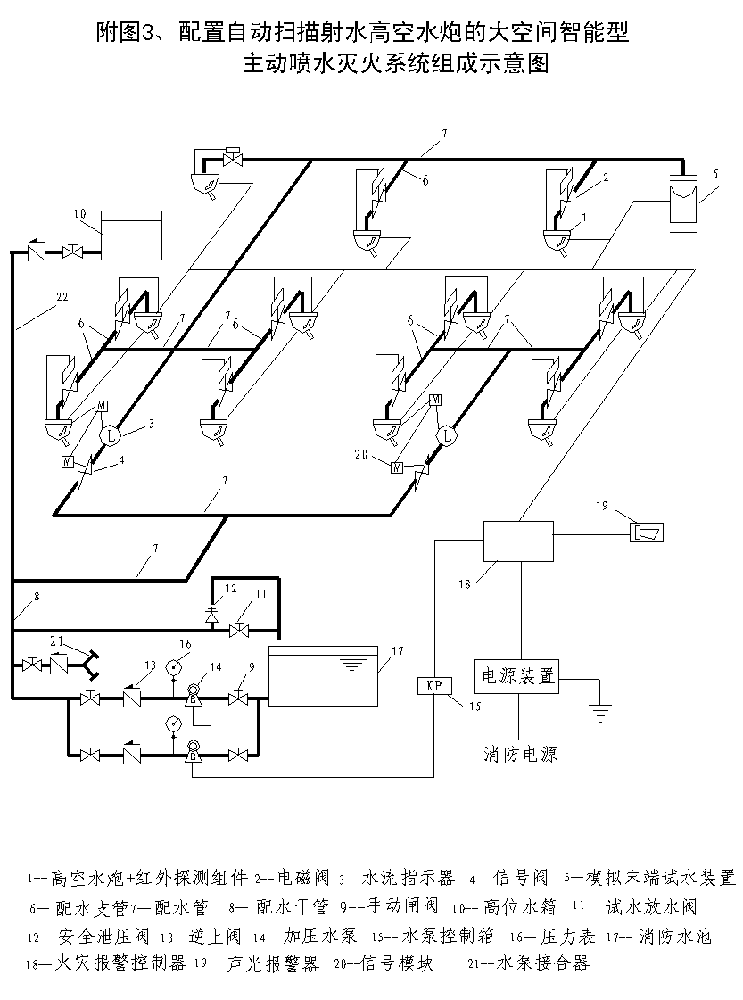 附图3、配置自动扫描射水高空水炮的大空间智能型
主动喷水灭火系统组成示意图
7
6
2
5
1
10
22
6
7
7
6
6
7
M
L
3
M
4
M
L
20
M
7
19
7
18
8
12
11
21
16
13
14
9
17
B
B
KP
15
电源装置
消防电源
1--高空水炮+红外探测组件 2--电磁阀 3--水流指示器 4--信号阀 5--模拟末端试水装置
6--配水支管 7--配水管 8--配水干管 9--手动闸阀 10--高位水箱 11--试水放水阀
12--安全泄压阀 13--逆止阀 14--加压水泵 15--水泵控制箱 16--压力表 17--消防水池
18--火灾报警控制器 19--声光报警器 20--信号模块 21--水泵接合器